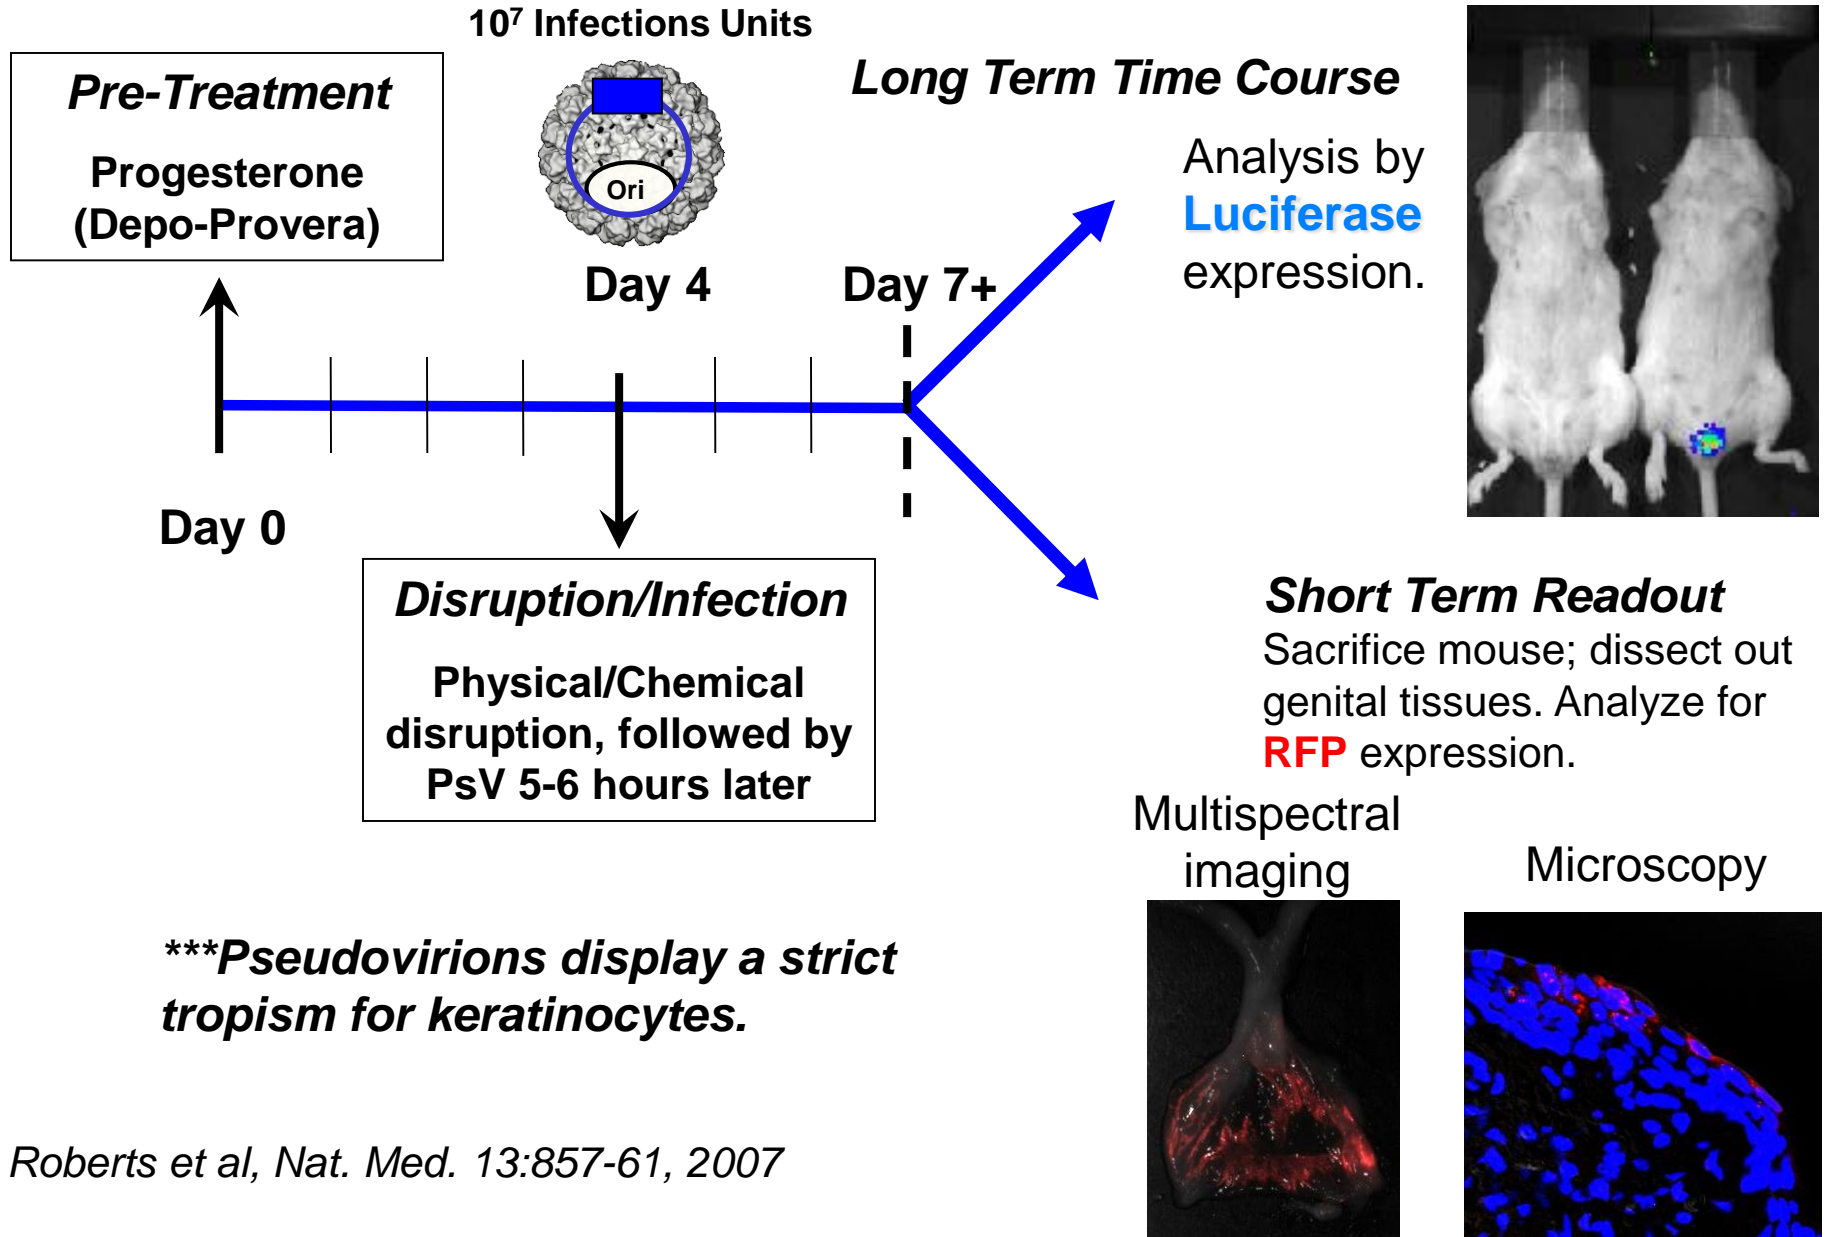 10⁷ Infections Units
Pre-Treatment
Progesterone
(Depo-Provera)
Ori
Day 4
Day 7+
Day 0
Long Term Time Course
Analysis by
Luciferase
expression.
Disruption/Infection
Physical/Chemical
disruption, followed by
PsV 5-6 hours later
Short Term Readout
Sacrifice mouse; dissect out
genital tissues. Analyze for
RFP expression.
Multispectral
imaging
Microscopy
***Pseudovirions display a strict
tropism for keratinocytes.
Roberts et al, Nat. Med. 13:857-61, 2007